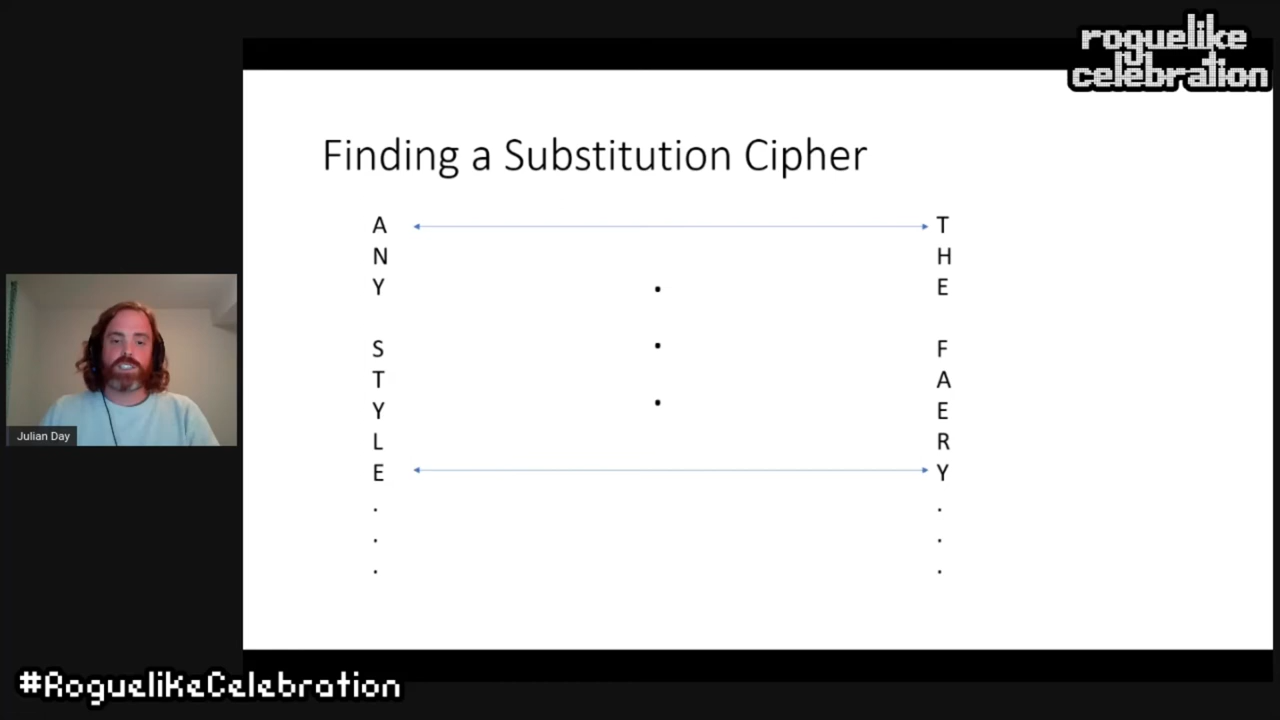 roguelike
celebration
Finding a Substitution Cipher
A T
N H
Y E
S F
T A
Y E
L R
E Y
. .
. .
. .
Julian Day
#RoguelikeCelebration